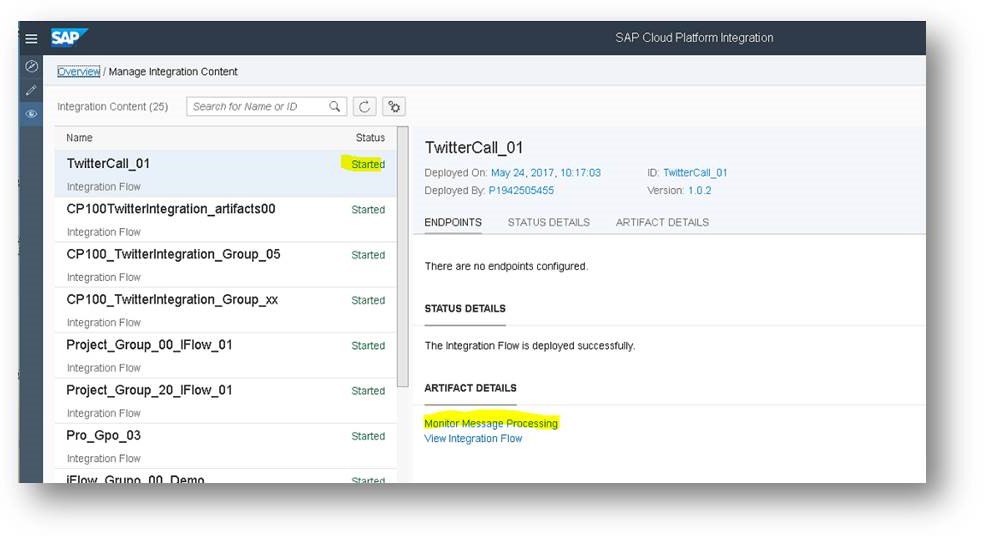 SAP
SAP Cloud Platform Integration
Overview / Manage Integration Content
Integration Content (25)
Search for Name or ID
Name
Status
TwitterCall_01
Started
Integration Flow
CP100TwitterIntegration_artifacts00
Started
Integration Flow
CP100_TwitterIntegration_Group_05
Started
Integration Flow
CP100_TwitterIntegration_Group_xx
Started
Integration Flow
Project_Group_00_IFlow_01
Started
Integration Flow
Project_Group_20_IFlow_01
Started
Integration Flow
Pro_Gpo_03
Started
Integration Flow
iFlow_Grupo_00_Demo
Started
TwitterCall_01
Deployed On: May 24, 2017, 10:17:03
ID: TwitterCall_01
Deployed By: P1942505455
Version: 1.0.2
ENDPOINTS
STATUS DETAILS
ARTIFACT DETAILS
There are no endpoints configured.
STATUS DETAILS
The Integration Flow is deployed successfully.
ARTIFACT DETAILS
Monitor Message Processing
View Integration Flow